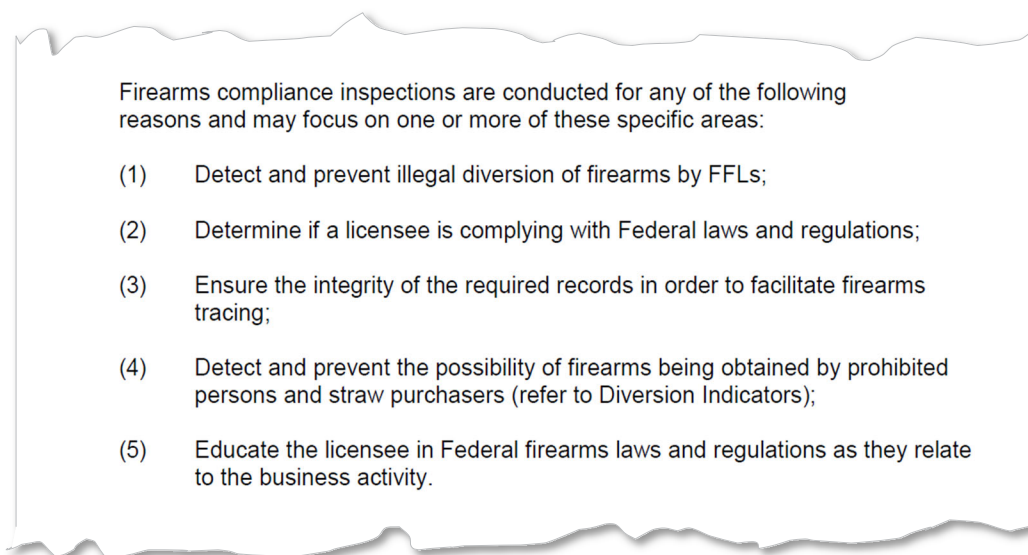 Firearms compliance inspections are conducted for any of the following
reasons and may focus on one or more of these specific areas:
(1) Detect and prevent illegal diversion of firearms by FFLs;
(2) Determine if a licensee is complying with Federal laws and regulations;
(3) Ensure the integrity of the required records in order to facilitate firearms
tracing;
(4) Detect and prevent the possibility of firearms being obtained by prohibited
persons and straw purchasers (refer to Diversion Indicators);
(5) Educate the licensee in Federal firearms laws and regulations as they relate
to the business activity.